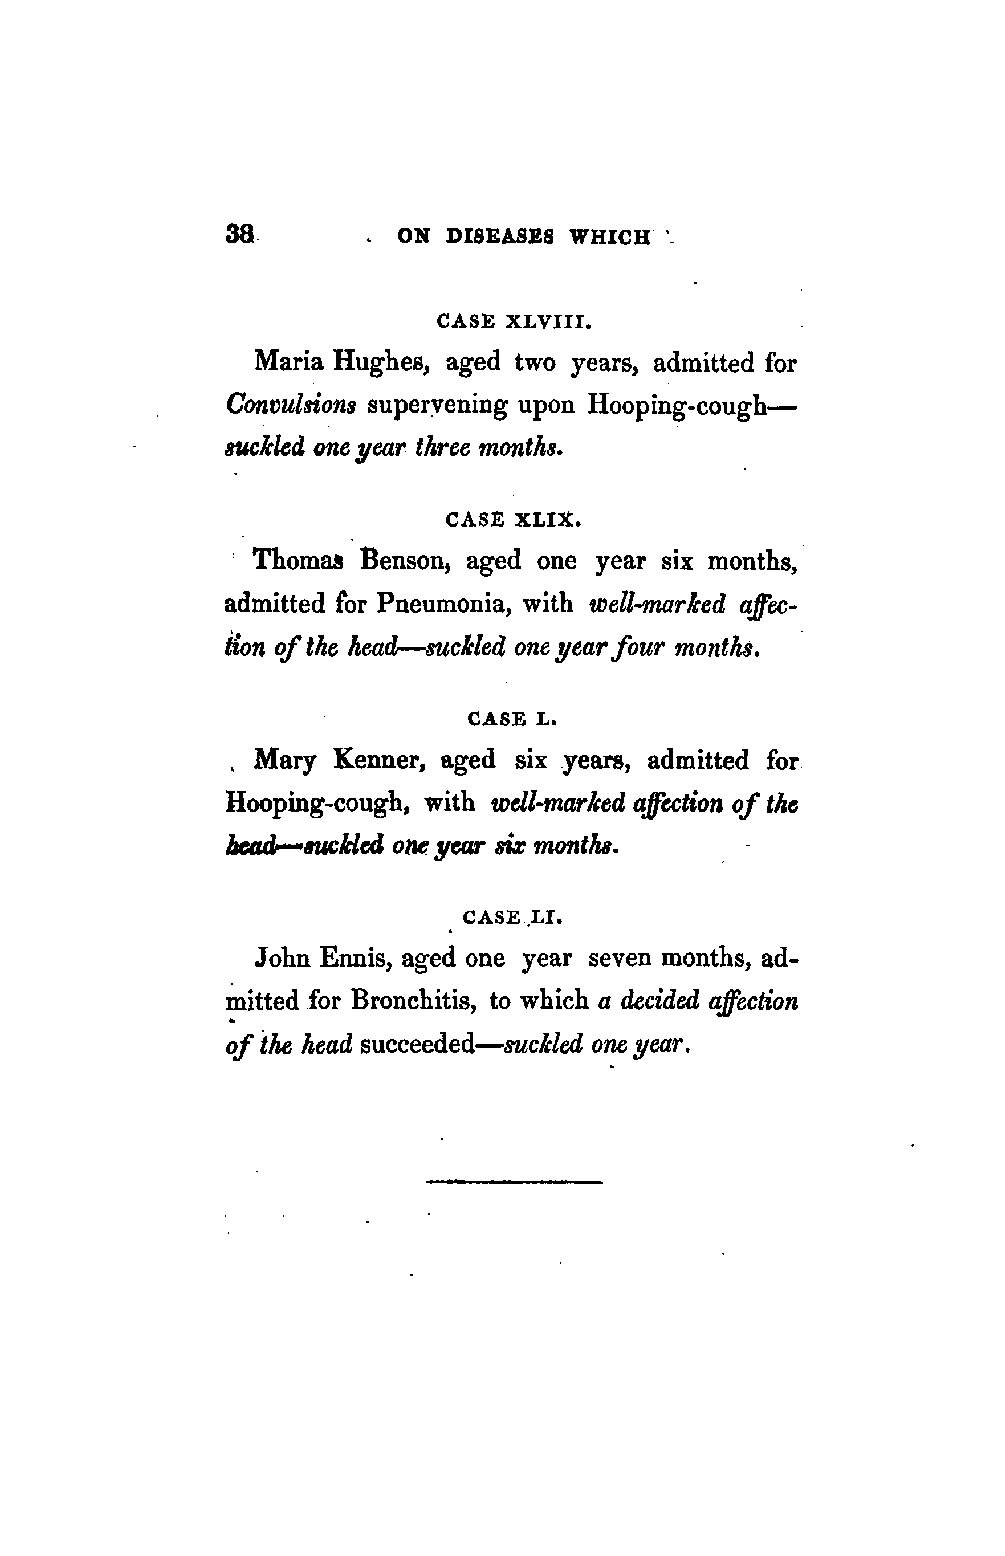 38 ON DISEASES WHICH
CASE XLVIII.
Maria Hughes, aged two years, admitted for
Convulsions supervening upon Hooping-cough—
suckled one year three months.
CASE XLIX.
Thomas Benson, aged one year six months,
admitted for Pneumonia, with well-marked affec-
tion of the head—suckled one year four months.
CASE L.
Mary Kenner, aged six years, admitted for
Hooping-cough, with well-marked affection of the
head—suckled one year six months.
CASE LI.
John Ennis, aged one year seven months, ad-
mitted for Bronchitis, to which a decided affection
of the head succeeded—suckled one year.